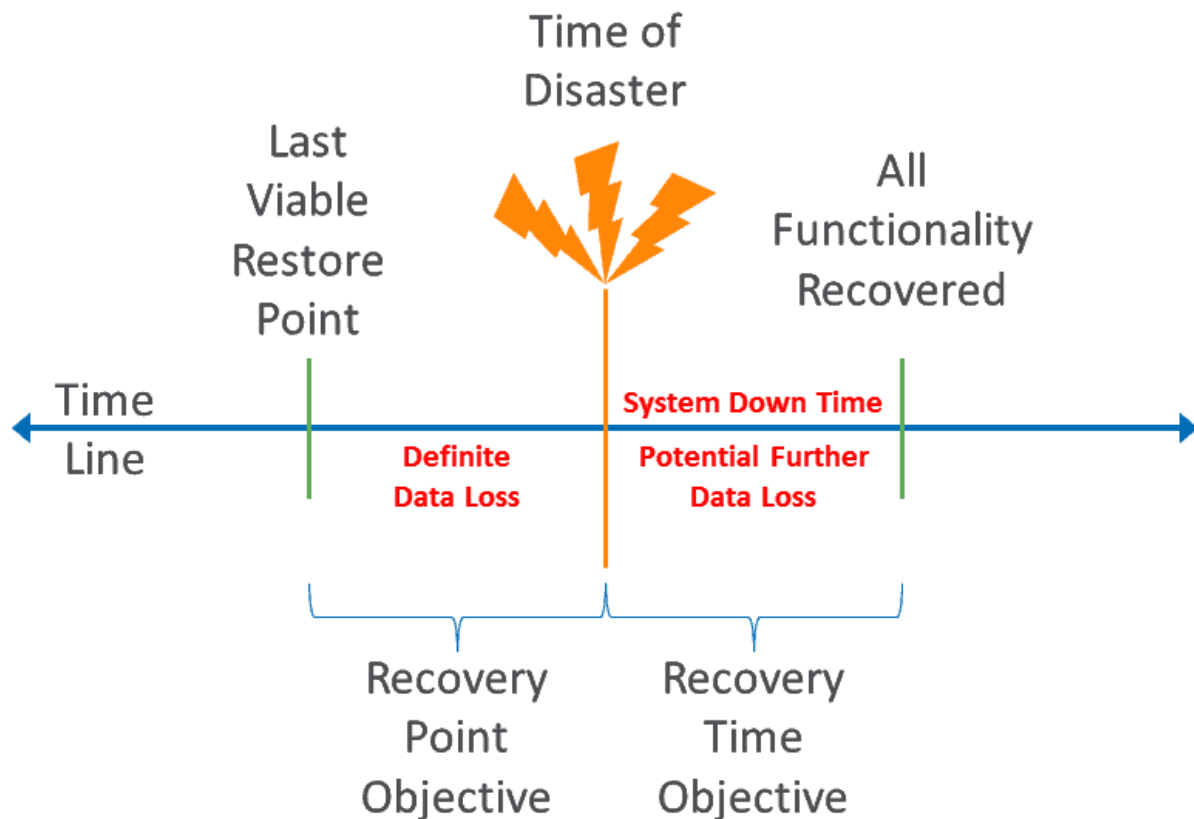 Time of
Disaster
Last
Viable
Restore
Point
All
Functionality
Recovered
Time
Line
System Down Time
Definite
Data Loss
Potential Further
Data Loss
Recovery
Point
Objective
Recovery
Time
Objective